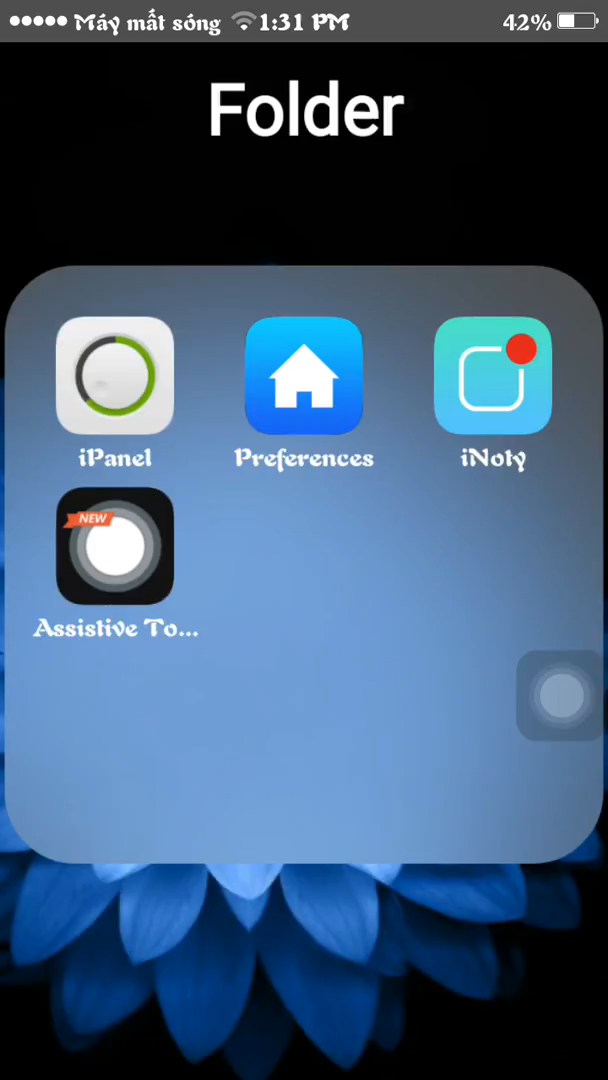 Máy mất sóng 1:31 PM 42%
Folder
iPanel Preferences iNoty
NEW
Assistive To...